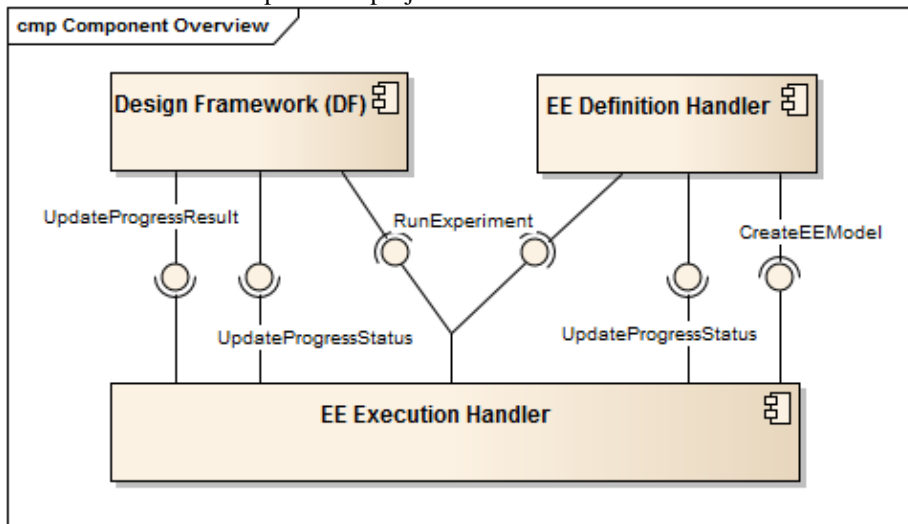 cmp Component Overview
Design Framework (DF)
EE Definition Handler
UpdateProgressResult
RunExperiment
CreateEEModel
UpdateProgressStatus
UpdateProgressStatus
EE Execution Handler